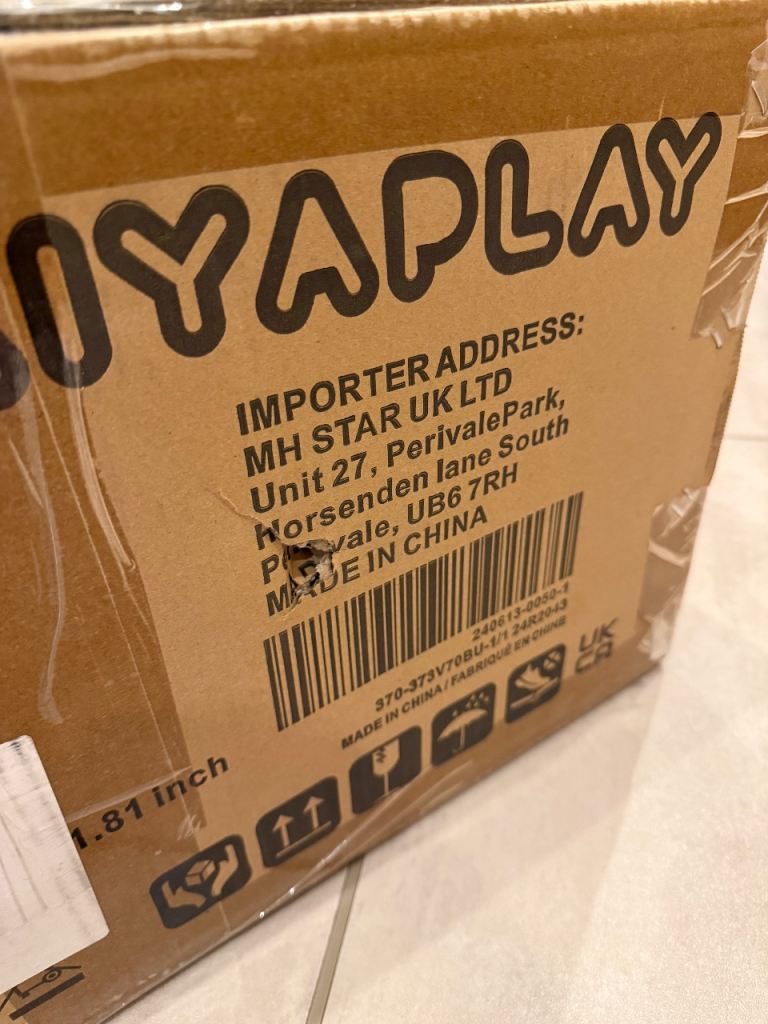 IYAPLAY
IMPORTER ADDRESS:
MH STAR UK LTD
Unit 27, PerivalePark,
Horsenden lane South
vale, UB6 7RH
MADE IN CHINA
240613-0050-1
370-373V70BU-1/1 24R2043
MADE IN CHINA / FABRIQUÉ EN CHINE
UK
CA
1.81 inch